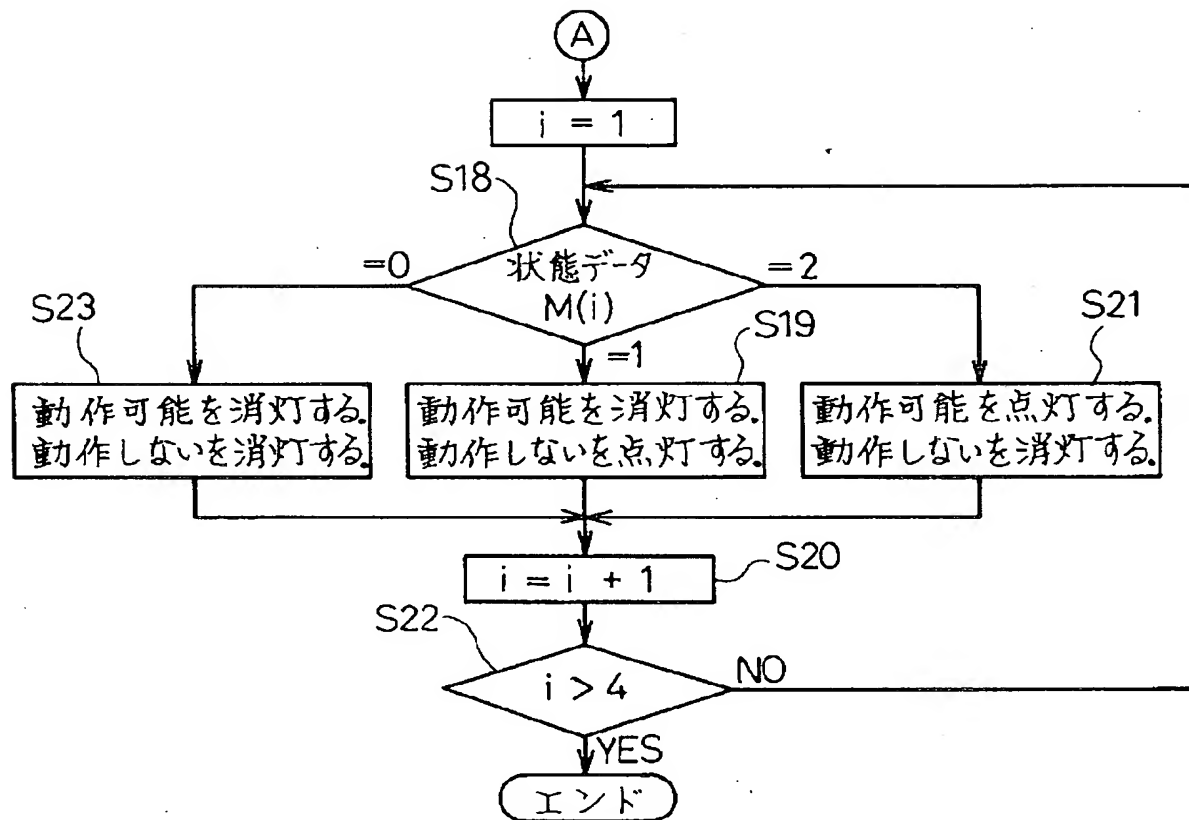 A
i = 1
S18
状態データ
M(i)
=0
=1
=2
S23
動作可能を消灯する.
動作しないを消灯する.
S19
動作可能を消灯する.
動作しないを点灯する.
S21
動作可能を点灯する.
動作しないを消灯する.
S20
i = i + 1
S22
i > 4
NO
YES
エンド